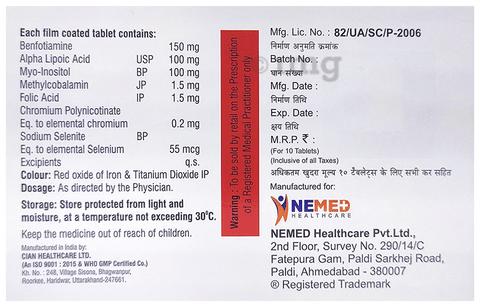 Each film coated tablet contains:
Benfotiamine 150 mg
Alpha Lipoic Acid USP 100 mg
Myo-Inositol BP 100 mg
Methylcobalamin JP 1.5 mg
Folic Acid IP 1.5 mg
Chromium Polynicotinate
Eq. to elemental chromium 0.2 mg
Sodium Selenite BP
Eq. to elemental Selenium 55 mcg
Excipients q.s.
Colour: Red oxide of Iron & Titanium Dioxide IP
Dosage: As directed by the Physician.
Storage: Store protected from light and
moisture, at a temperature not exceeding 30°C.
Keep the medicine out of reach of children.
Manufactured in India by:
CIAN HEALTHCARE LTD.
(An ISO 9001 : 2015 & WHO GMP Certified Co.)
Kh. No. : 248, Village Sisona, Bhagwanpur,
Roorkee, Haridwar, Uttarakhand-247661.
Warning : To be sold by retail on the Prescription
of a Registered Medical Practitioner only
Mfg. Lic. No. : 82/UA/SC/P-2006
निर्माण अनुमति क्रमांक
Batch No. :
घान संख्या
Mfg. Date :
निर्माण तिथि
Exp. Date :
क्षय तिथि
M.R.P. ₹ :
(For 10 Tablets)
(Inclusive of all Taxes)
अधिकतम खुदरा मूल्य १० टॅबलेट्स के लिए सभी कर सहित
Manufactured for:
NEMED
HEALTHCARE
NEMED Healthcare Pvt.Ltd.,
2nd Floor, Survey No. 290/14/C
Fatepura Gam, Paldi Sarkhej Road,
Paldi, Ahmedabad - 380007
® Registered Trademark